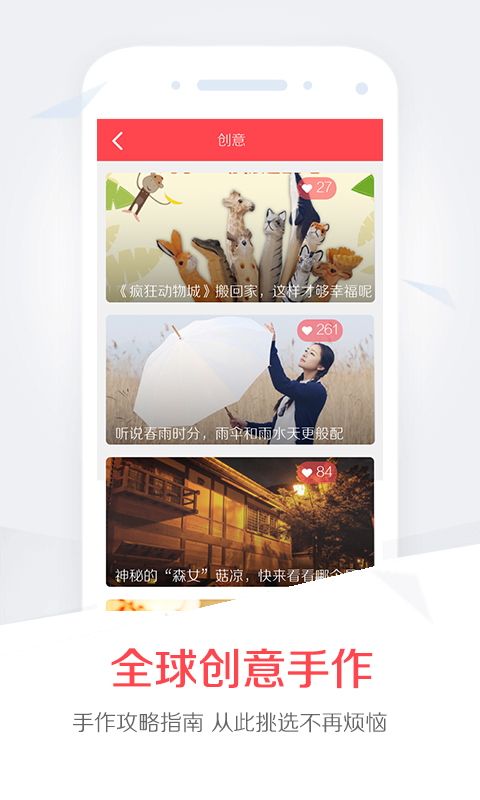 创意
27
《疯狂动物城》搬回家，这样才够幸福呢
261
听说春雨时分，雨伞和雨水天更般配
84
神秘的“森女”菇凉，快来看看哪个
全球创意手作
手作攻略指南 从此挑选不再烦恼